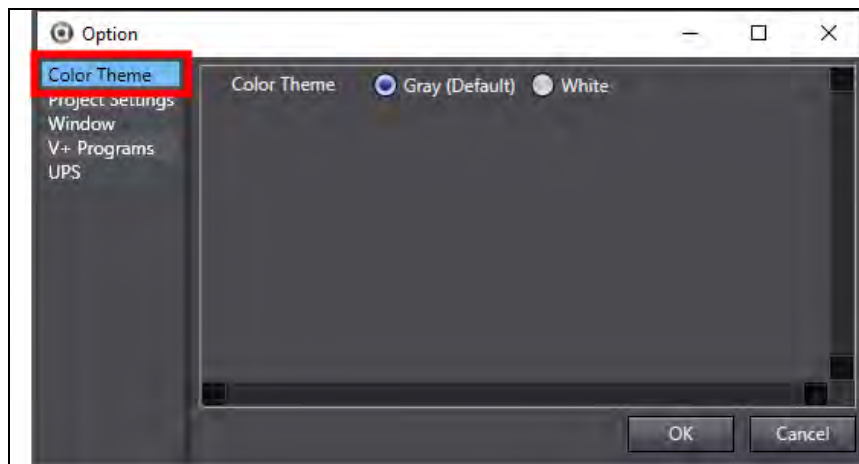 Option
Color Theme
Project Settings
Window
V+ Programs
UPS
Color Theme Gray (Default) White
OK Cancel